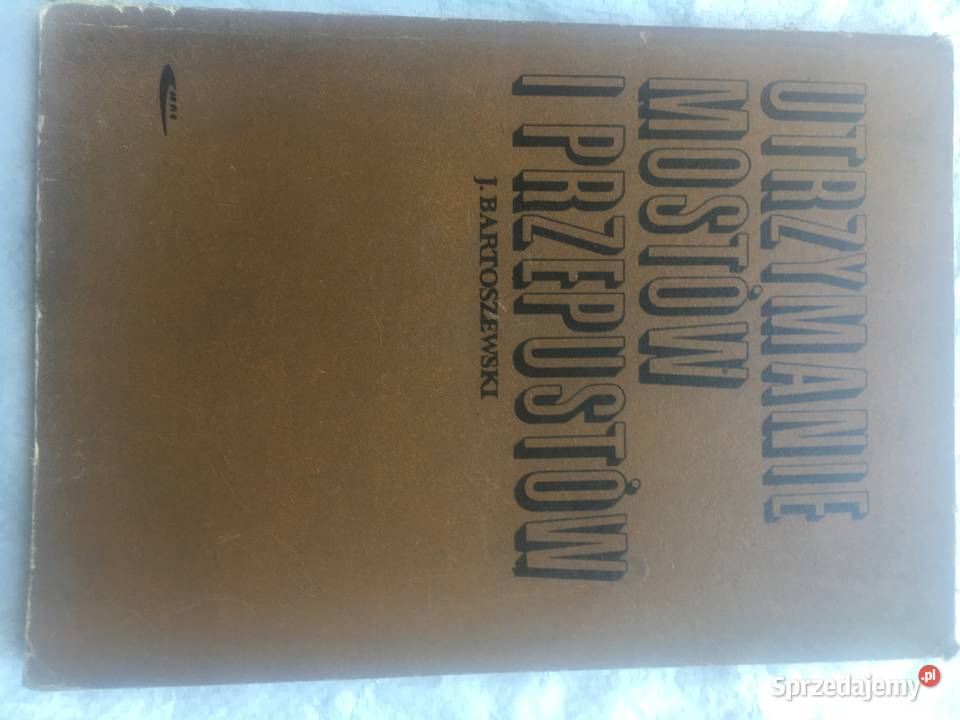 UTRZYMANIE
MOSTÓW
I PRZEPUSTÓW
J. BARTOSZEWSKI
Sprzedajemy.pl